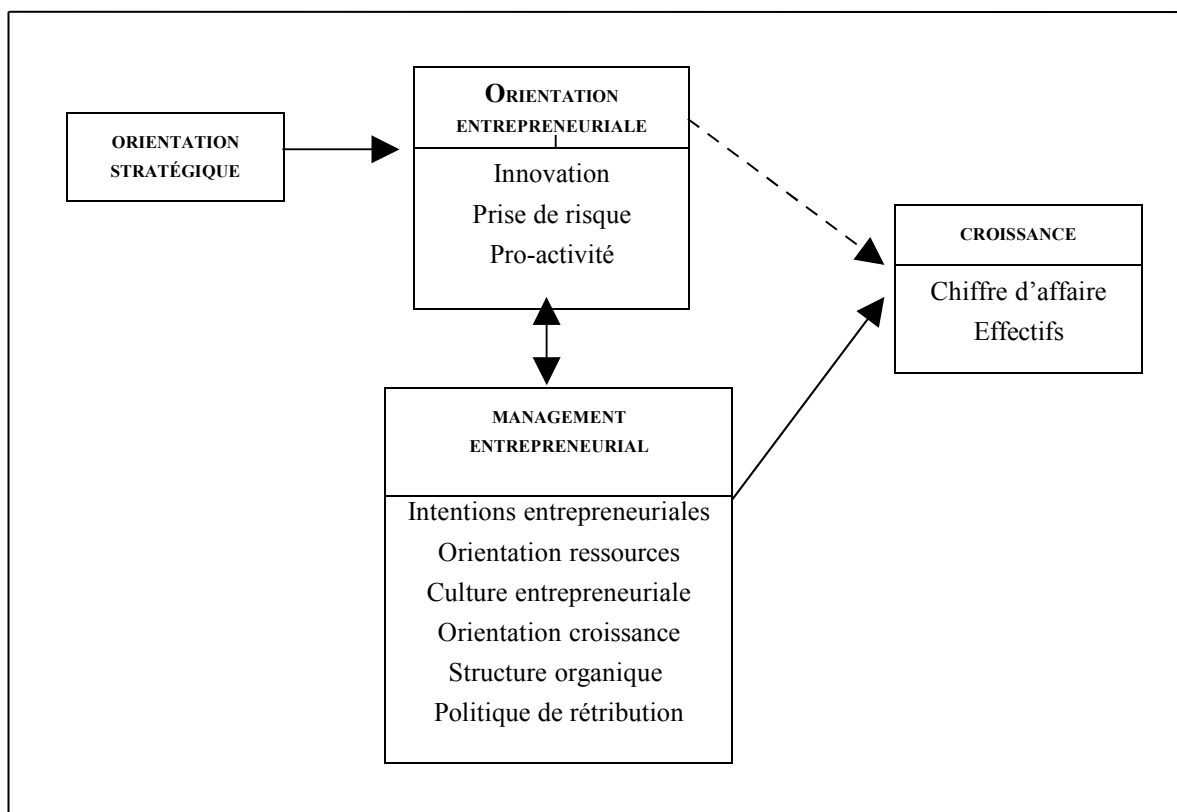 ORIENTATION
STRATÉGIQUE
ORIENTATION
ENTREPRENEURIALE
Innovation
Prise de risque
Pro-activité
CROISSANCE
Chiffre d’affaire
Effectifs
MANAGEMENT
ENTREPRENEURIAL
Intentions entrepreneuriales
Orientation ressources
Culture entrepreneuriale
Orientation croissance
Structure organique
Politique de rétribution